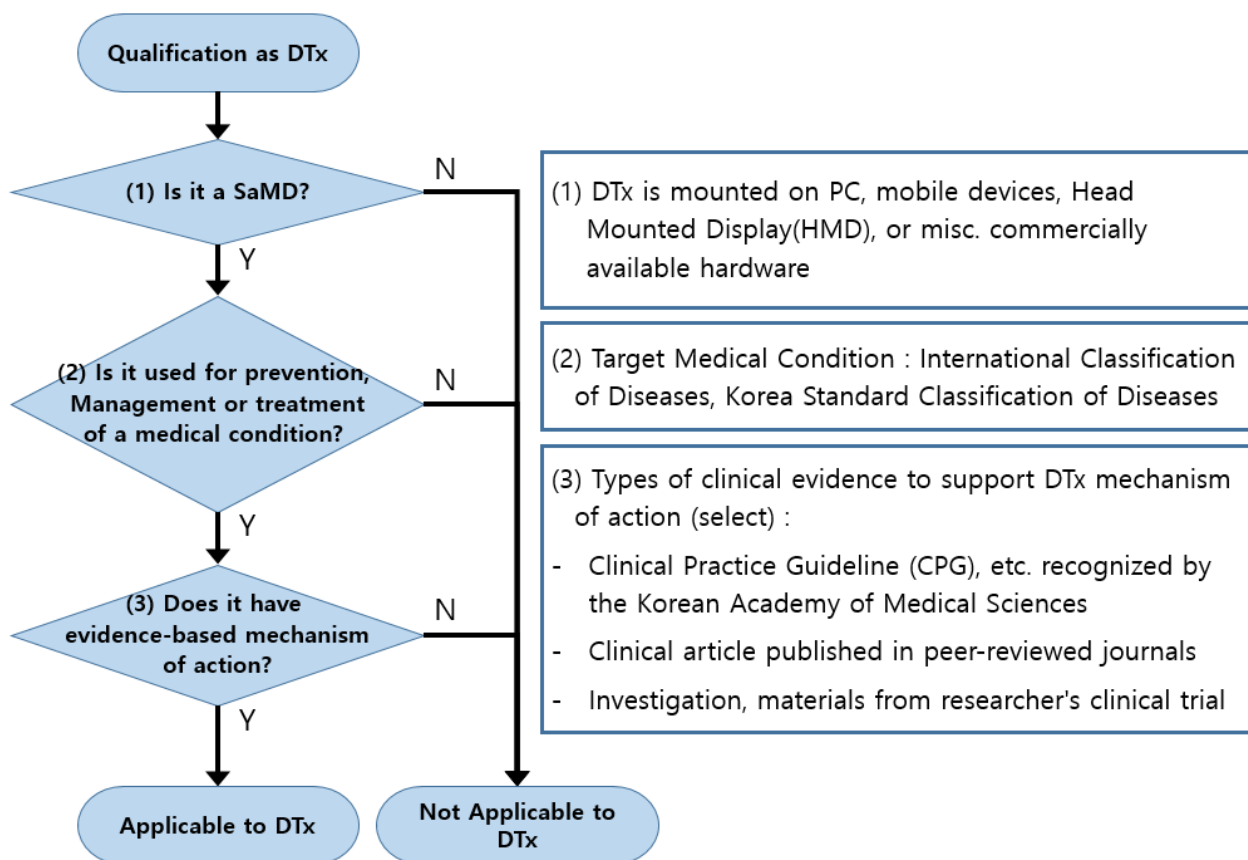 Qualification as DTx
(1) Is it a SaMD?
N
Y
(2) Is it used for prevention,
Management or treatment
of a medical condition?
N
Y
(3) Does it have
evidence-based mechanism
of action?
N
Y
Applicable to DTx
Not Applicable to
DTx
(1) DTx is mounted on PC, mobile devices, Head
Mounted Display(HMD), or misc. commercially
available hardware
(2) Target Medical Condition : International Classification
of Diseases, Korea Standard Classification of Diseases
(3) Types of clinical evidence to support DTx mechanism
of action (select) :
- Clinical Practice Guideline (CPG), etc. recognized by
the Korean Academy of Medical Sciences
- Clinical article published in peer-reviewed journals
- Investigation, materials from researcher's clinical trial